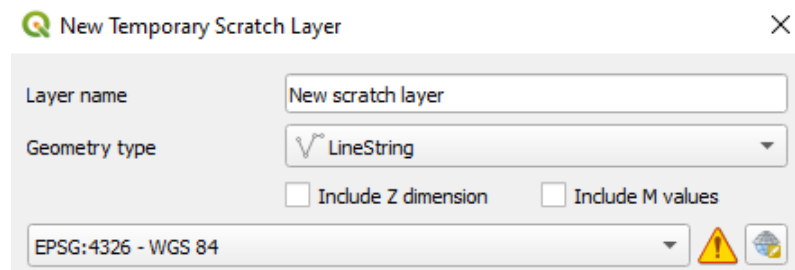 New Temporary Scratch Layer
Layer name New scratch layer
Geometry type LineString
Include Z dimension Include M values
EPSG:4326 - WGS 84